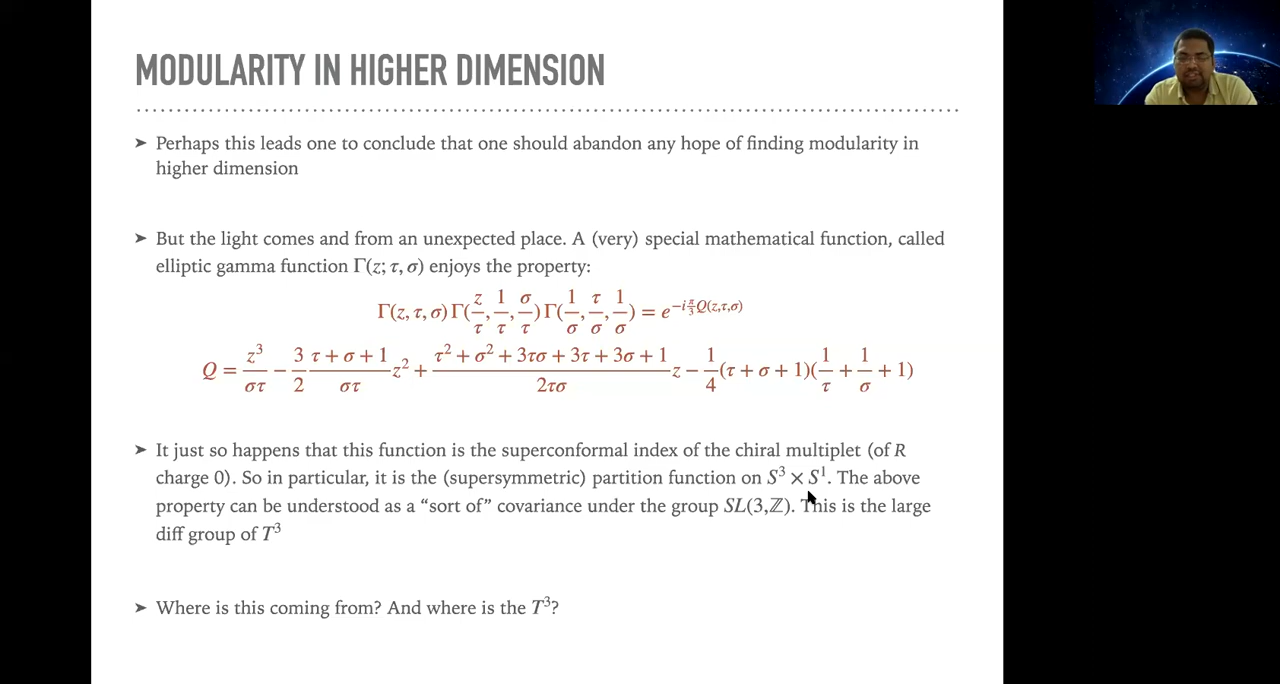 MODULARITY IN HIGHER DIMENSION
➤ Perhaps this leads one to conclude that one should abandon any hope of finding modularity in
higher dimension
➤ But the light comes and from an unexpected place. A (very) special mathematical function, called
elliptic gamma function Γ(z; τ, σ) enjoys the property:
Γ(z, τ, σ)Γ(z/τ, 1/τ, σ/τ)Γ(1/σ, τ/σ, 1/σ) = e^{−i π/3 Q(z,τ,σ)}
Q = z³/στ − 3/2 (τ + σ + 1)/στ z² + (τ² + σ² + 3τσ + 3τ + 3σ + 1)/2τσ z − 1/4 (τ + σ + 1)(1/τ + 1/σ + 1)
➤ It just so happens that this function is the superconformal index of the chiral multiplet (of R
charge 0). So in particular, it is the (supersymmetric) partition function on S³ × S¹. The above
property can be understood as a “sort of” covariance under the group SL(3,ℤ). This is the large
diff group of T³
➤ Where is this coming from? And where is the T³?